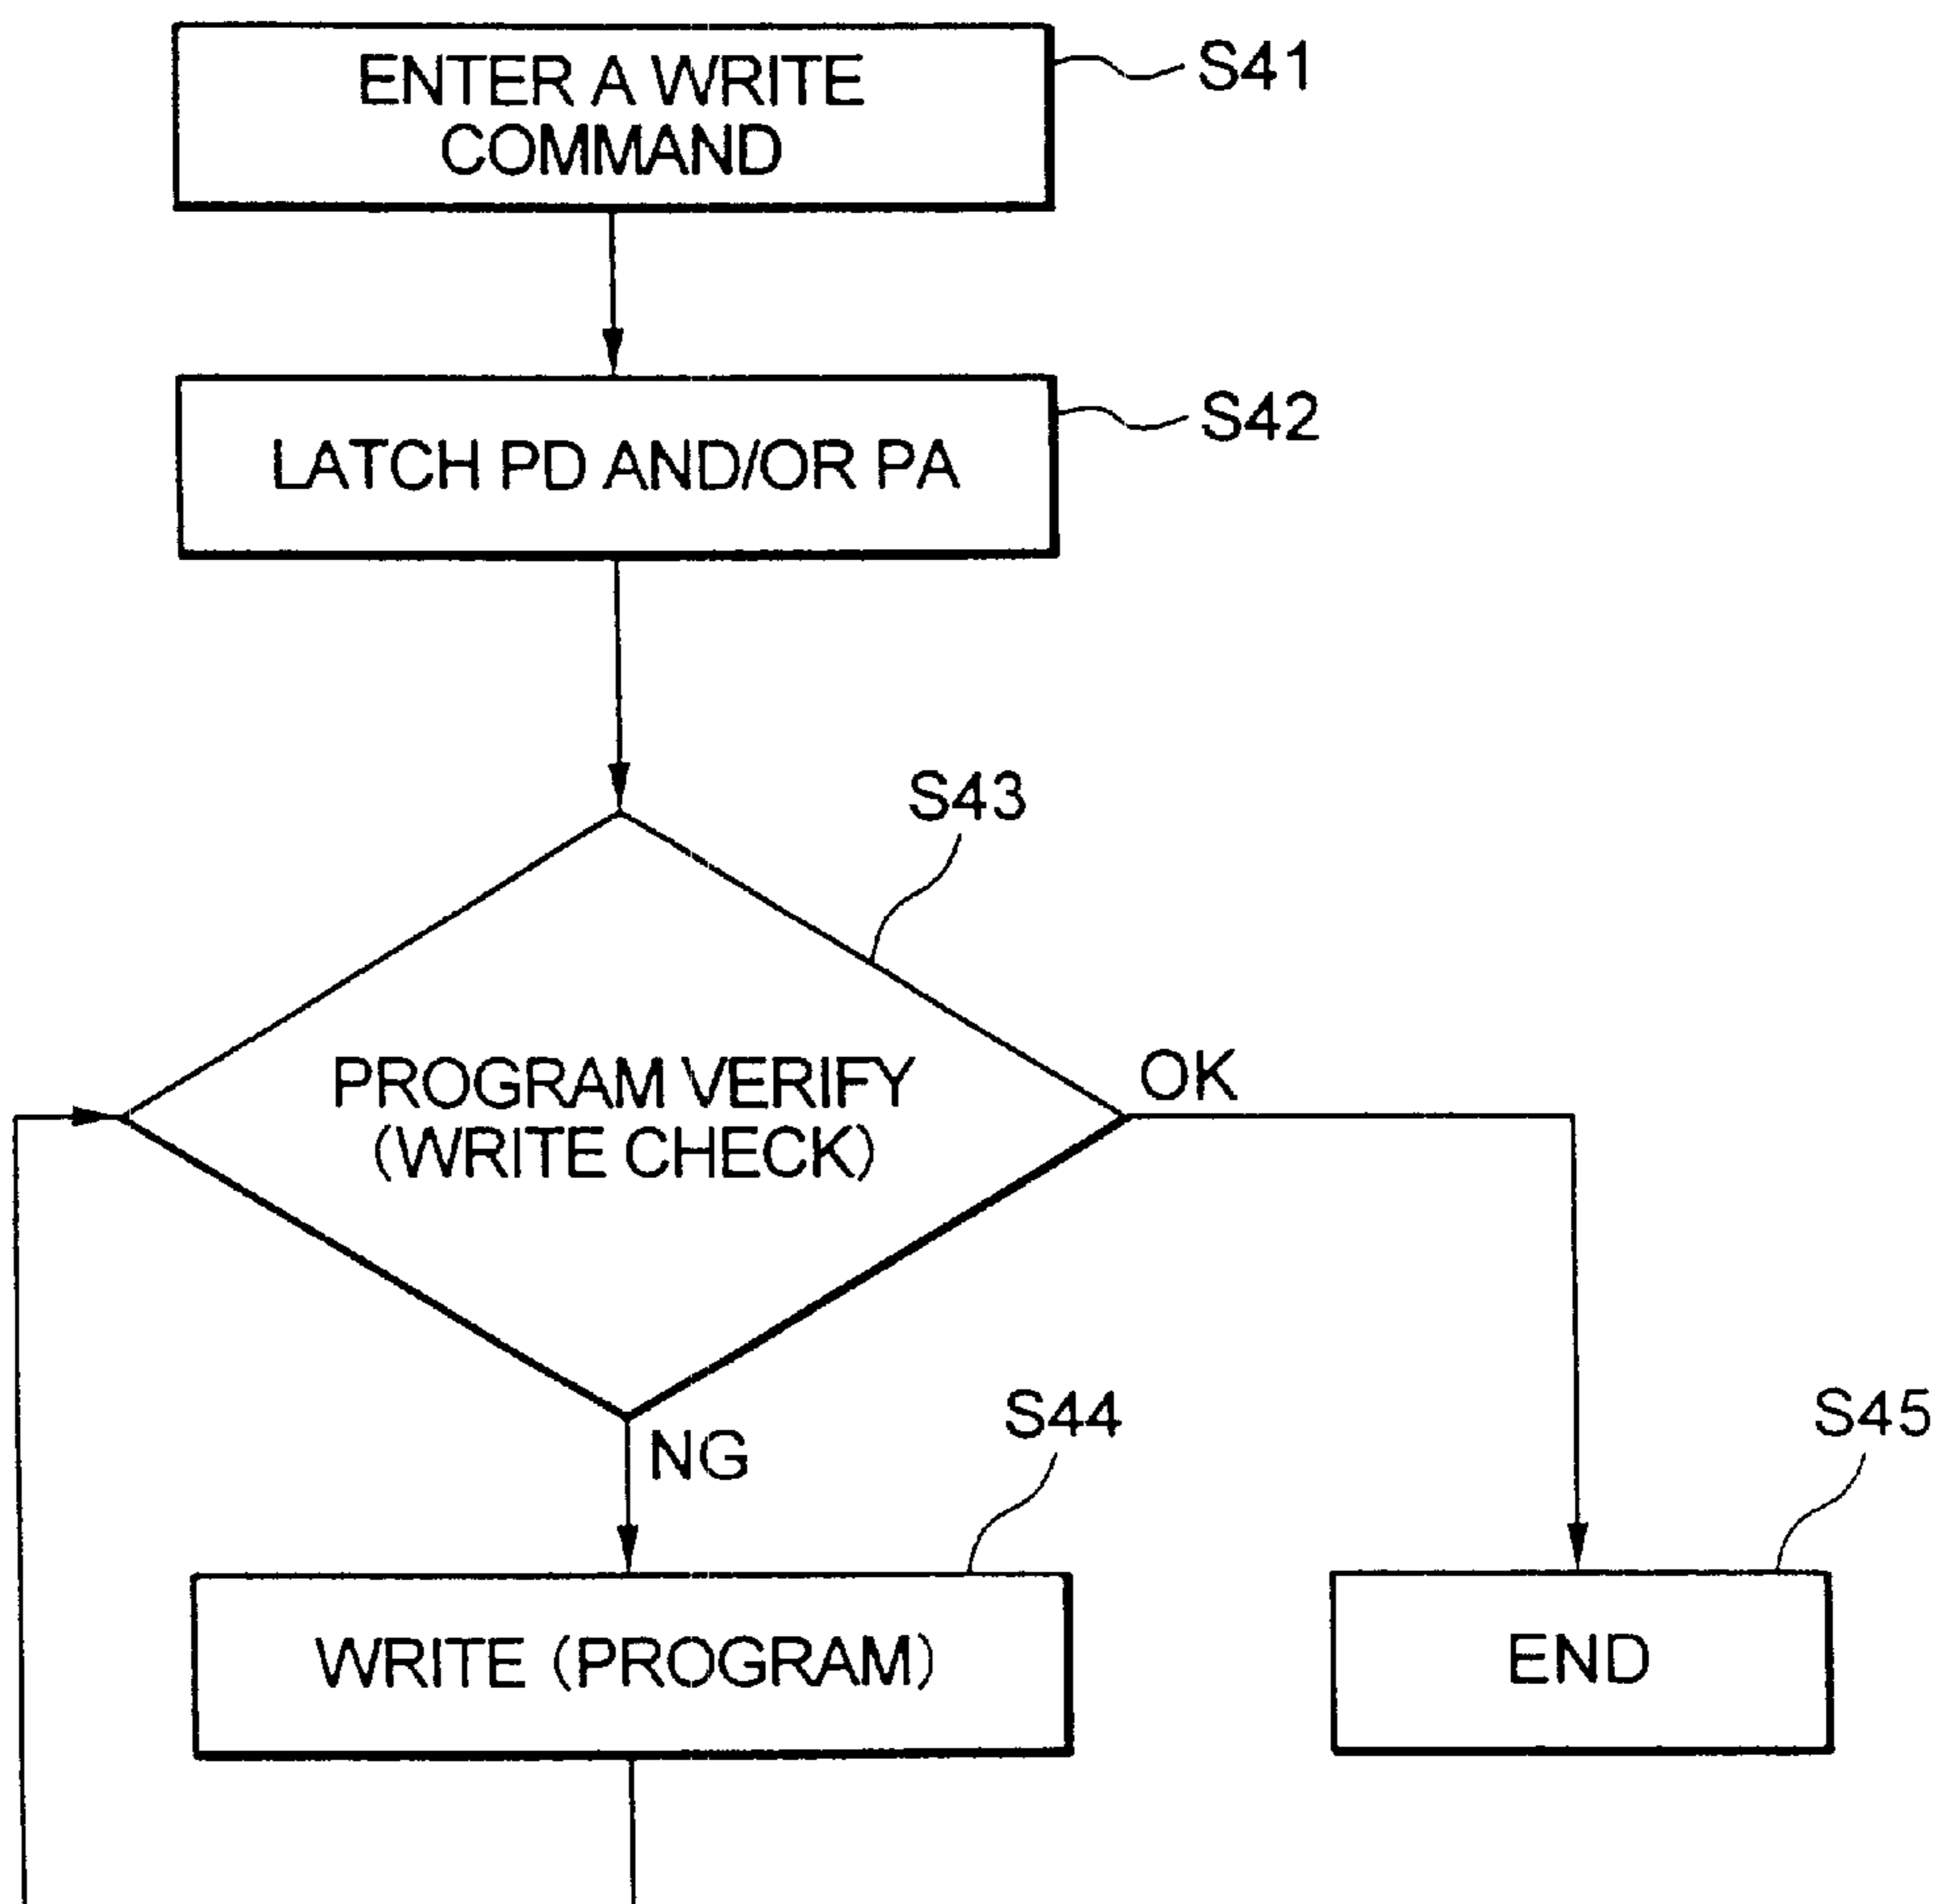 ENTER A WRITE
COMMAND
S41
LATCH PD AND/OR PA
S42
S43
PROGRAM VERIFY
(WRITE CHECK)
OK
NG
S44
S45
WRITE (PROGRAM)
END